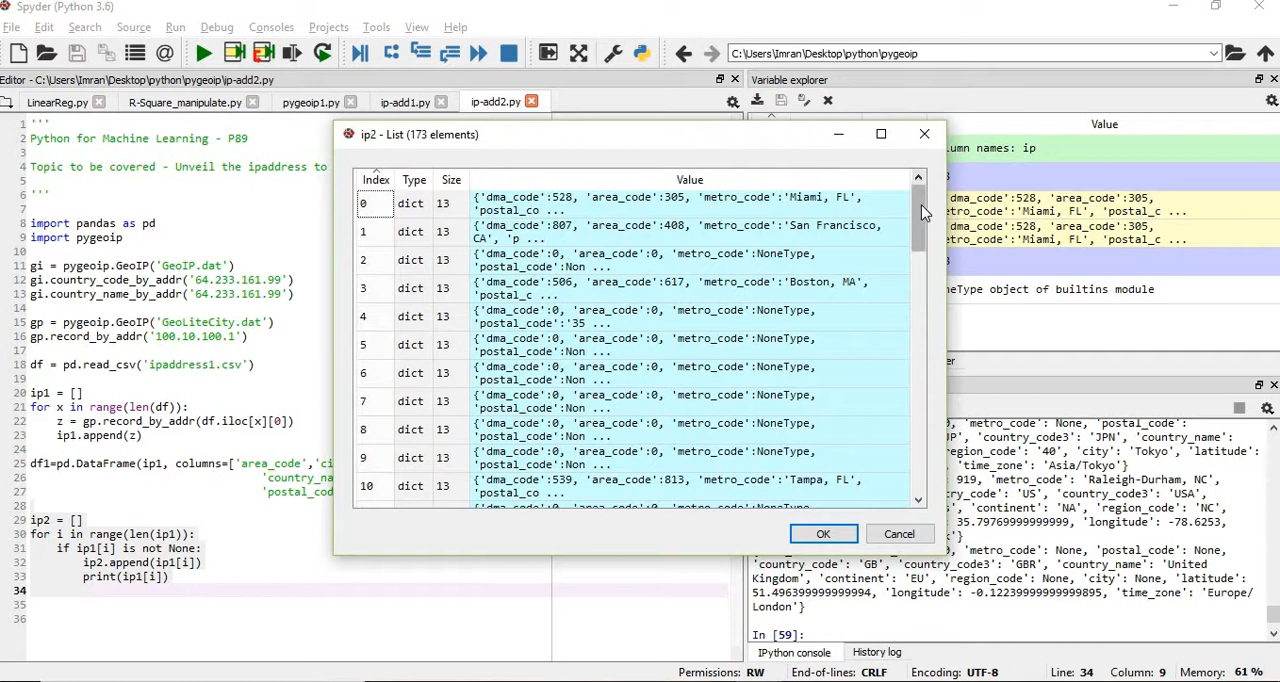 Spyder (Python 3.6)
File Edit Search Source Run Debug Consoles Projects Tools View Help
C:\Users\Imran\Desktop\python\pygeoip
Editor - C:\Users\Imran\Desktop\python\pygeoip\ip-add2.py
Variable explorer
LinearReg.py R-Square_manipulate.py pygeoip1.py ip-add1.py ip-add2.py
1 '''
2 Python for Machine Learning - P89
3
4 Topic to be covered - Unveil the ipaddress to
5
6 '''
7
8 import pandas as pd
9 import pygeoip
10
11 gi = pygeoip.GeoIP('GeoIP.dat')
12 gi.country_code_by_addr('64.233.161.99')
13 gi.country_name_by_addr('64.233.161.99')
14
15 gp = pygeoip.GeoIP('GeoLiteCity.dat')
16 gp.record_by_addr('100.10.100.1')
17
18 df = pd.read_csv('ipaddress1.csv')
19
20 ip1 = []
21 for x in range(len(df)):
22 z = gp.record_by_addr(df.iloc[x][0])
23 ip1.append(z)
24
25 df1=pd.DataFrame(ip1, columns=['area_code','ci
26 'country_na
27 'postal_cod
28
29 ip2 = []
30 for i in range(len(ip1)):
31 if ip1[i] is not None:
32 ip2.append(ip1[i])
33 print(ip1[i])
34
35
36
ip2 - List (173 elements)
Index Type Size Value
0 dict 13 {'dma_code':528, 'area_code':305, 'metro_code':'Miami, FL',
'postal_co ...
1 dict 13 {'dma_code':807, 'area_code':408, 'metro_code':'San Francisco,
CA', 'p ...
2 dict 13 {'dma_code':0, 'area_code':0, 'metro_code':NoneType,
'postal_code':Non ...
3 dict 13 {'dma_code':506, 'area_code':617, 'metro_code':'Boston, MA',
'postal_c ...
4 dict 13 {'dma_code':0, 'area_code':0, 'metro_code':NoneType,
'postal_code':'35 ...
5 dict 13 {'dma_code':0, 'area_code':0, 'metro_code':NoneType,
'postal_code':Non ...
6 dict 13 {'dma_code':0, 'area_code':0, 'metro_code':NoneType,
'postal_code':Non ...
7 dict 13 {'dma_code':0, 'area_code':0, 'metro_code':NoneType,
'postal_code':Non ...
8 dict 13 {'dma_code':0, 'area_code':0, 'metro_code':NoneType,
'postal_code':Non ...
9 dict 13 {'dma_code':0, 'area_code':0, 'metro_code':NoneType,
'postal_code':Non ...
10 dict 13 {'dma_code':539, 'area_code':813, 'metro_code':'Tampa, FL',
'postal_co ...
OK Cancel
Value
lumn names: ip
dma_code':528, 'area_code':305,
metro_code':'Miami, FL', 'postal_c ...
dma_code':528, 'area_code':305,
metro_code':'Miami, FL', 'postal_c ...
neType object of builtins module
er
0, 'metro_code': None, 'postal_code': None,
JP', 'country_code3': 'JPN', 'country_name':
'region_code': '40', 'city': 'Tokyo', 'latitude':
, 'time_zone': 'Asia/Tokyo'}
919, 'metro_code': 'Raleigh-Durham, NC',
': 'US', 'country_code3': 'USA',
s', 'continent': 'NA', 'region_code': 'NC',
: 35.79769999999999, 'longitude': -78.6253,
k'}
: 0, 'metro_code': None, 'postal_code': None,
'country_code': 'GB', 'country_code3': 'GBR', 'country_name': 'United
Kingdom', 'continent': 'EU', 'region_code': None, 'city': None, 'latitude':
51.496399999999994, 'longitude': -0.12239999999999895, 'time_zone': 'Europe/
London'}
In [59]:
IPython console History log
Permissions: RW End-of-lines: CRLF Encoding: UTF-8 Line: 34 Column: 9 Memory: 61 %